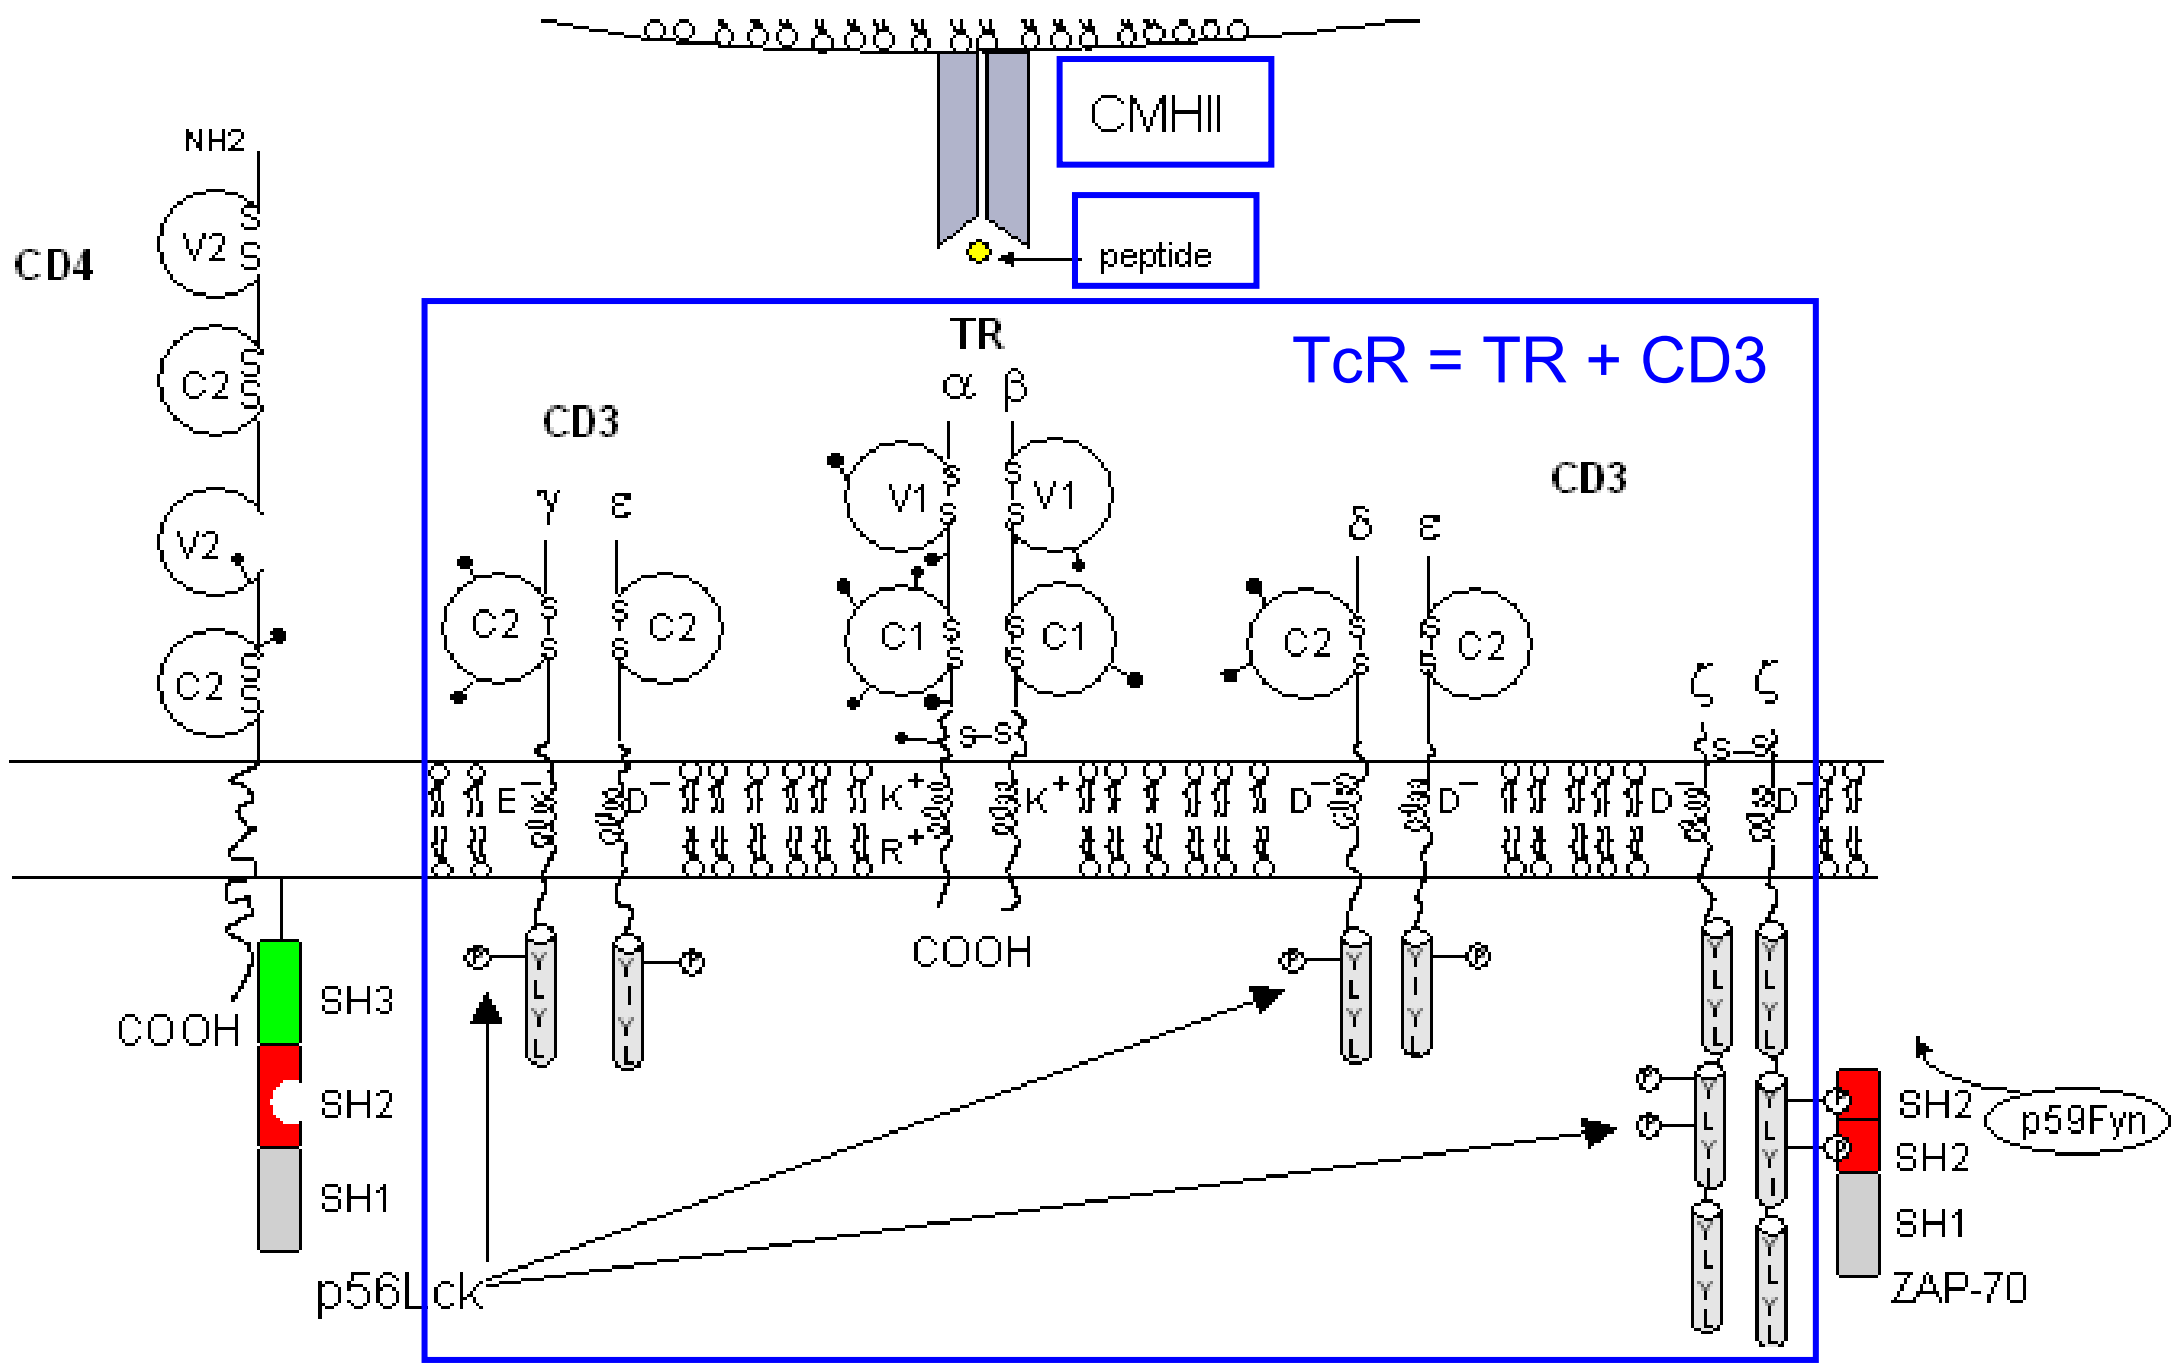 CMHII
NH2
peptide
CD4
V2
S
S
C2
S
S
S
V2
C2
S
S
S
TR
TcR = TR + CD3
α β
CD3
CD3
γ ε
V1 S S V1
S S
δ ε
C2 S S C2
S S
C1 S S C1
S S
C2 S S C2
S S
ζ ζ
S-S
S-S
E⁻ D⁻ K⁺ K⁺ D⁻ D⁻ D⁻ D⁻
R⁺
COOH
P Y Y P
L I
Y Y
L L
P Y Y P
L I
Y Y
L L
Y Y
L L
Y Y
L L
COOH
SH3
SH2
SH1
P Y Y P
L L
P Y Y P
L I
Y Y
L L
Y Y
L L
SH2
SH2
SH1
p59Fyn
p56Lck
ZAP-70